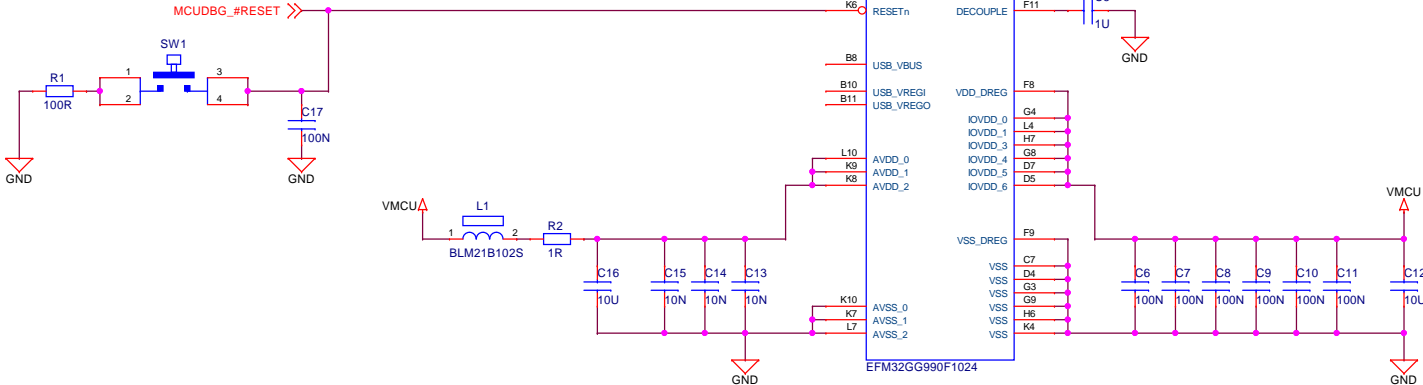 MCUDBG_#RESET
K6
RESETn
DECOUPLE
F11
1U
GND
SW1
1
2
3
4
R1
100R
GND
C17
100N
GND
B8
USB_VBUS
B10
USB_VREGI
B11
USB_VREGO
VDD_DREG
F8
IOVDD_0
G4
IOVDD_1
L4
IOVDD_3
H7
IOVDD_4
G8
IOVDD_5
D7
IOVDD_6
D5
L10
AVDD_0
K9
AVDD_1
K8
AVDD_2
VMCU
L1
1
2
BLM21B102S
R2
1R
C16
10U
C15
10N
C14
10N
C13
10N
K10
AVSS_0
K7
AVSS_1
L7
AVSS_2
GND
VSS_DREG
F9
VSS
C7
VSS
D4
VSS
G3
VSS
G9
VSS
H6
VSS
K4
EFM32GG990F1024
VMCU
C6
100N
C7
100N
C8
100N
C9
100N
C10
100N
C11
100N
C12
10U
GND